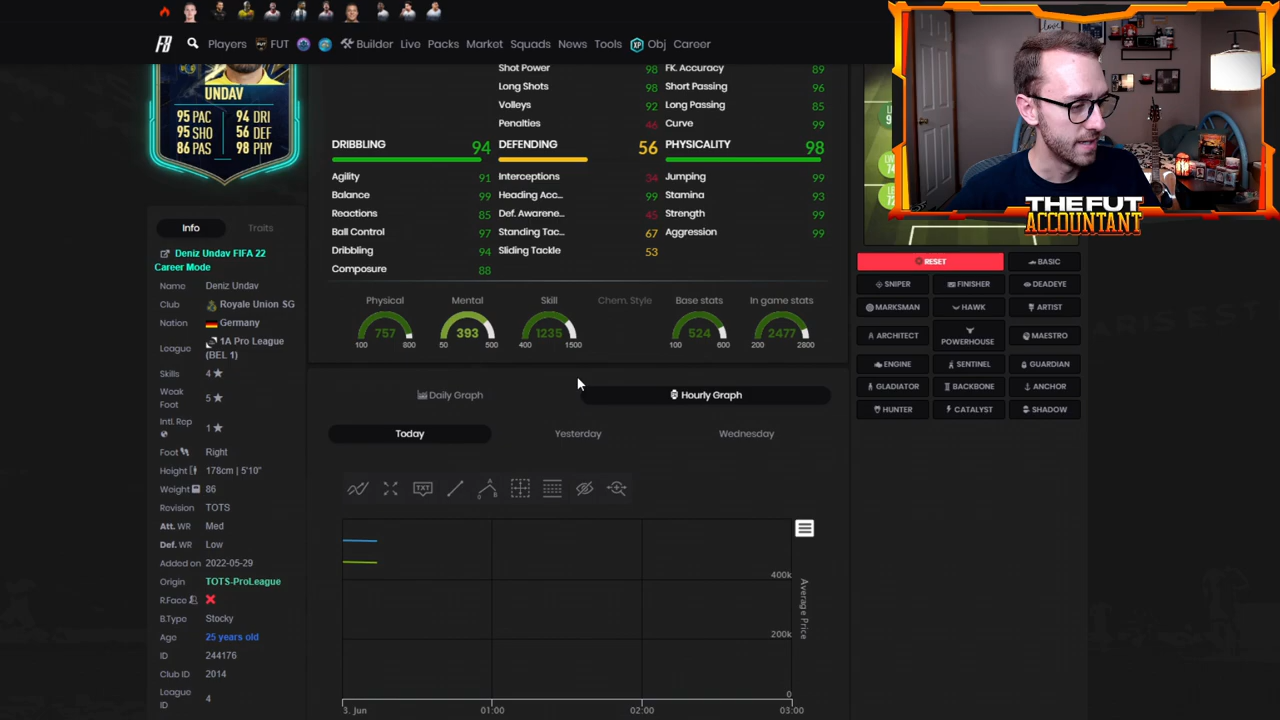 FB Players FUT Builder Live Packs Market Squads News Tools XP Obj Career
UNDAV
95 PAC 94 DRI
95 SHO 56 DEF
86 PAS 98 PHY
Shot Power 98 FK. Accuracy 89
Long Shots 98 Short Passing 96
Volleys 92 Long Passing 85
Penalties 46 Curve 99
DRIBBLING 94 DEFENDING 56 PHYSICALITY 98
Agility 91 Interceptions 34 Jumping 99
Balance 99 Heading Acc... 99 Stamina 93
Reactions 85 Def. Awarene... 45 Strength 99
Ball Control 97 Standing Tac... 67 Aggression 99
Dribbling 94 Sliding Tackle 53
Composure 88
Physical Mental Skill Chem. Style Base stats In game stats
757 393 1235 524 2477
100 800 50 500 400 1500 100 600 200 2800
Daily Graph Hourly Graph
Today Yesterday Wednesday
TXT
400k
200k
0
Average Price
3. Jun 01:00 02:00 03:00
Info Traits
Deniz Undav FIFA 22
Career Mode
Name Deniz Undav
Club Royale Union SG
Nation Germany
League 1A Pro League
(BEL 1)
Skills 4
Weak
Foot 5
Intl. Rep 1
Foot Right
Height 178cm | 5'10"
Weight 86
Revision TOTS
Att. WR Med
Def. WR Low
Added on 2022-05-29
Origin TOTS-ProLeague
R.Face
B.Type Stocky
Age 25 years old
ID 244176
Club ID 2014
League
ID 4
THE FUT
ACCOUNTANT
RESET BASIC
SNIPER FINISHER DEADEYE
MARKSMAN HAWK ARTIST
ARCHITECT POWERHOUSE MAESTRO
ENGINE SENTINEL GUARDIAN
GLADIATOR BACKBONE ANCHOR
HUNTER CATALYST SHADOW